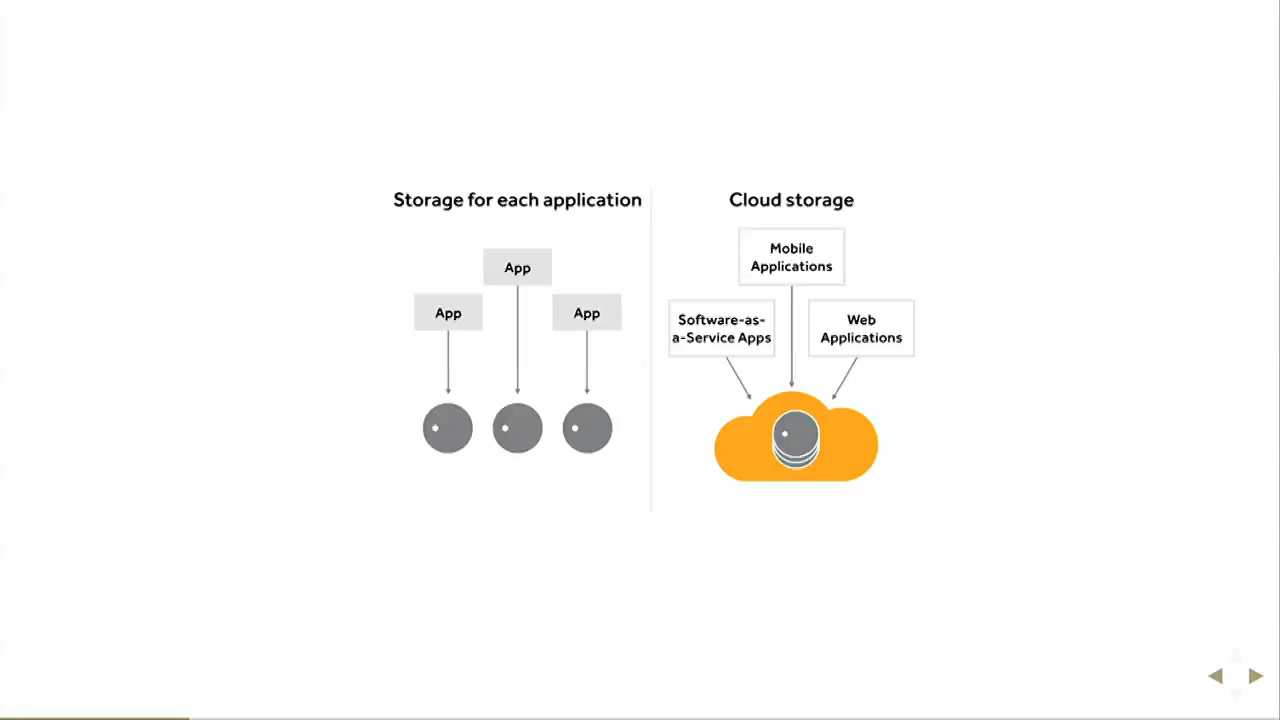 Storage for each application
App
App
App
Cloud storage
Mobile
Applications
Software-as-
a-Service Apps
Web
Applications